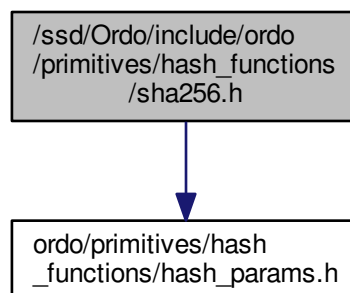 /ssd/Ordo/include/ordo
/primitives/hash_functions
/sha256.h
ordo/primitives/hash
_functions/hash_params.h